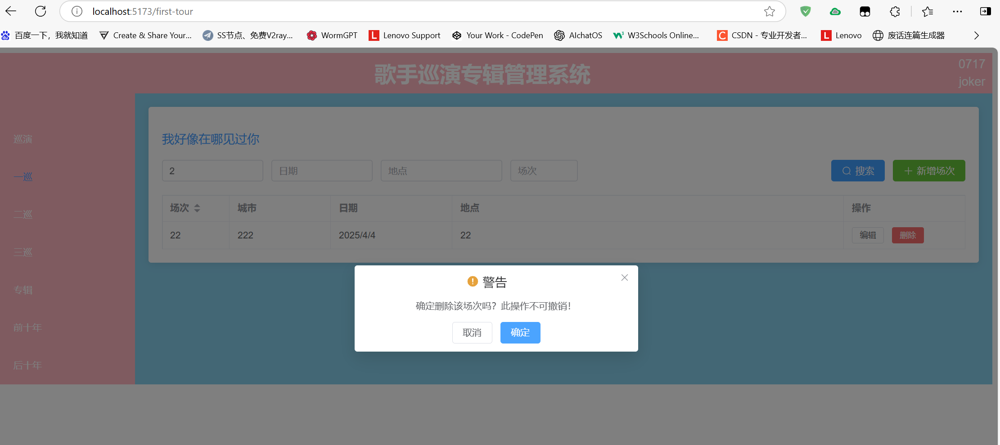 localhost:5173/first-tour
百度一下，我就知道 Create & Share Your... SS节点、免费V2ray... WormGPT Lenovo Support Your Work - CodePen AIchatOS W3Schools Online... CSDN - 专业开发者... Lenovo 废话连篇生成器
歌手巡演专辑管理系统
0717
joker
巡演
一巡
二巡
三巡
专辑
前十年
后十年
我好像在哪见过你
2 日期 地点 场次 搜索 新增场次
场次 城市 日期 地点 操作
22 222 2025/4/4 22 编辑 删除
警告
确定删除该场次吗？此操作不可撤销！
取消 确定